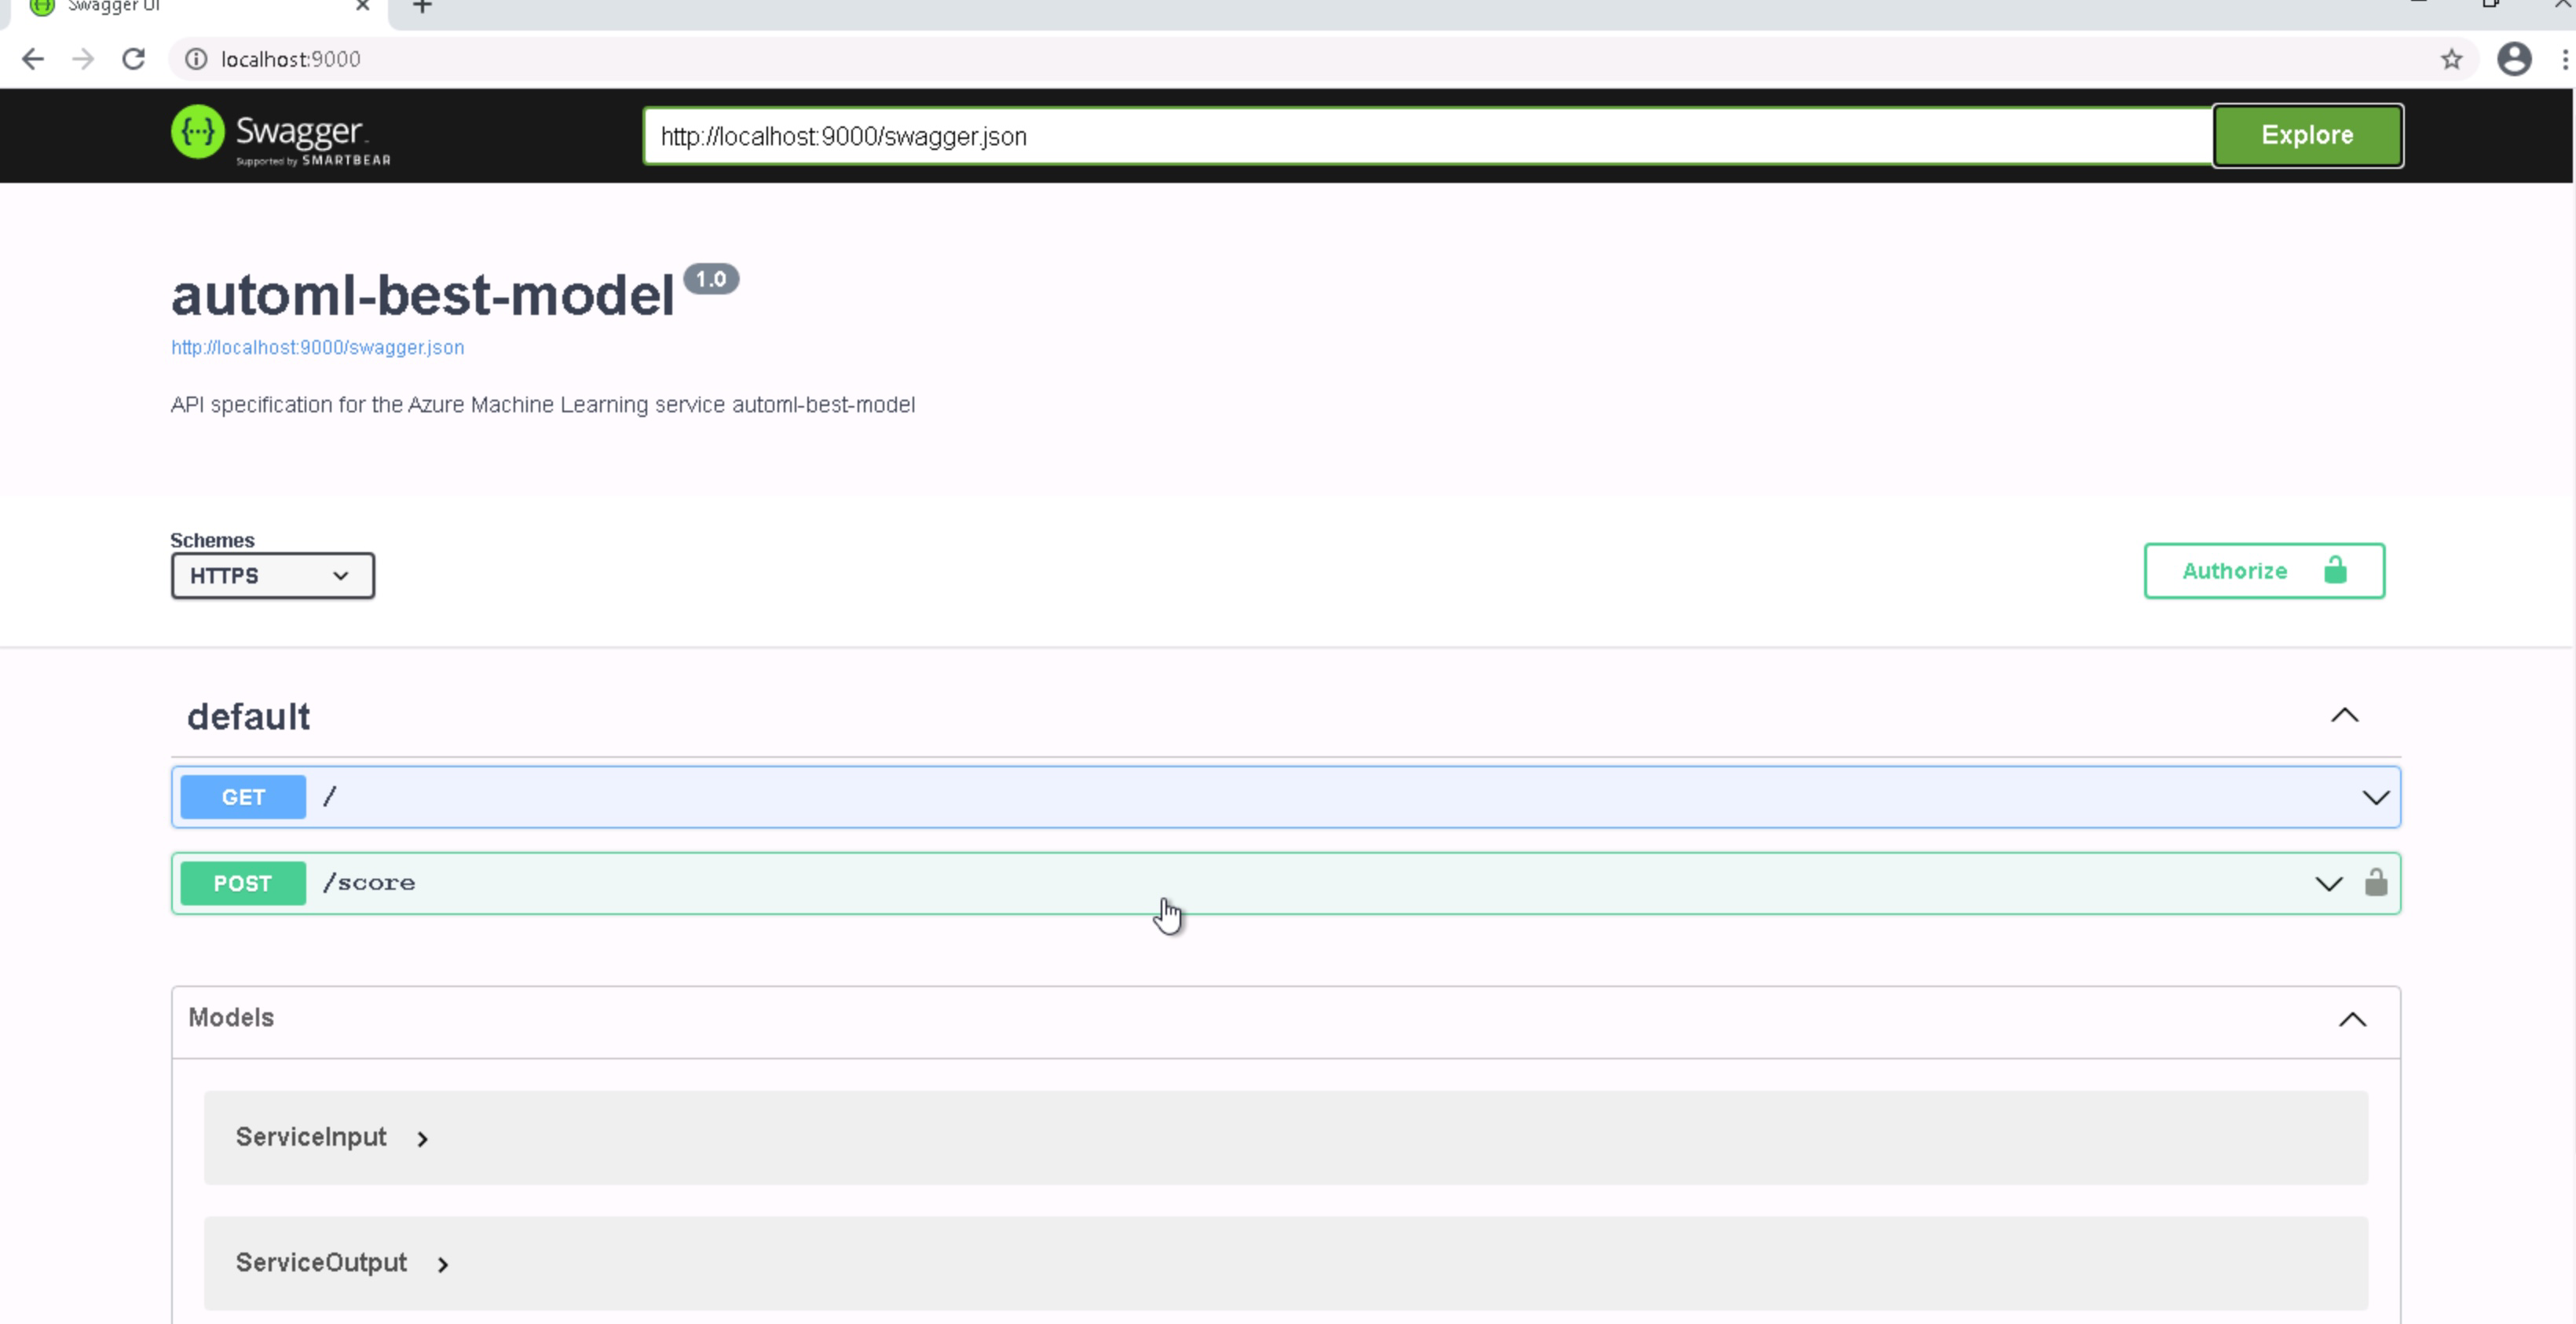 Swagger UI
localhost:9000
Swagger
Supported by SMARTBEAR
http://localhost:9000/swagger.json
Explore
automl-best-model 1.0
http://localhost:9000/swagger.json
API specification for the Azure Machine Learning service automl-best-model
Schemes
HTTPS
Authorize
default
GET /
POST /score
Models
ServiceInput
ServiceOutput